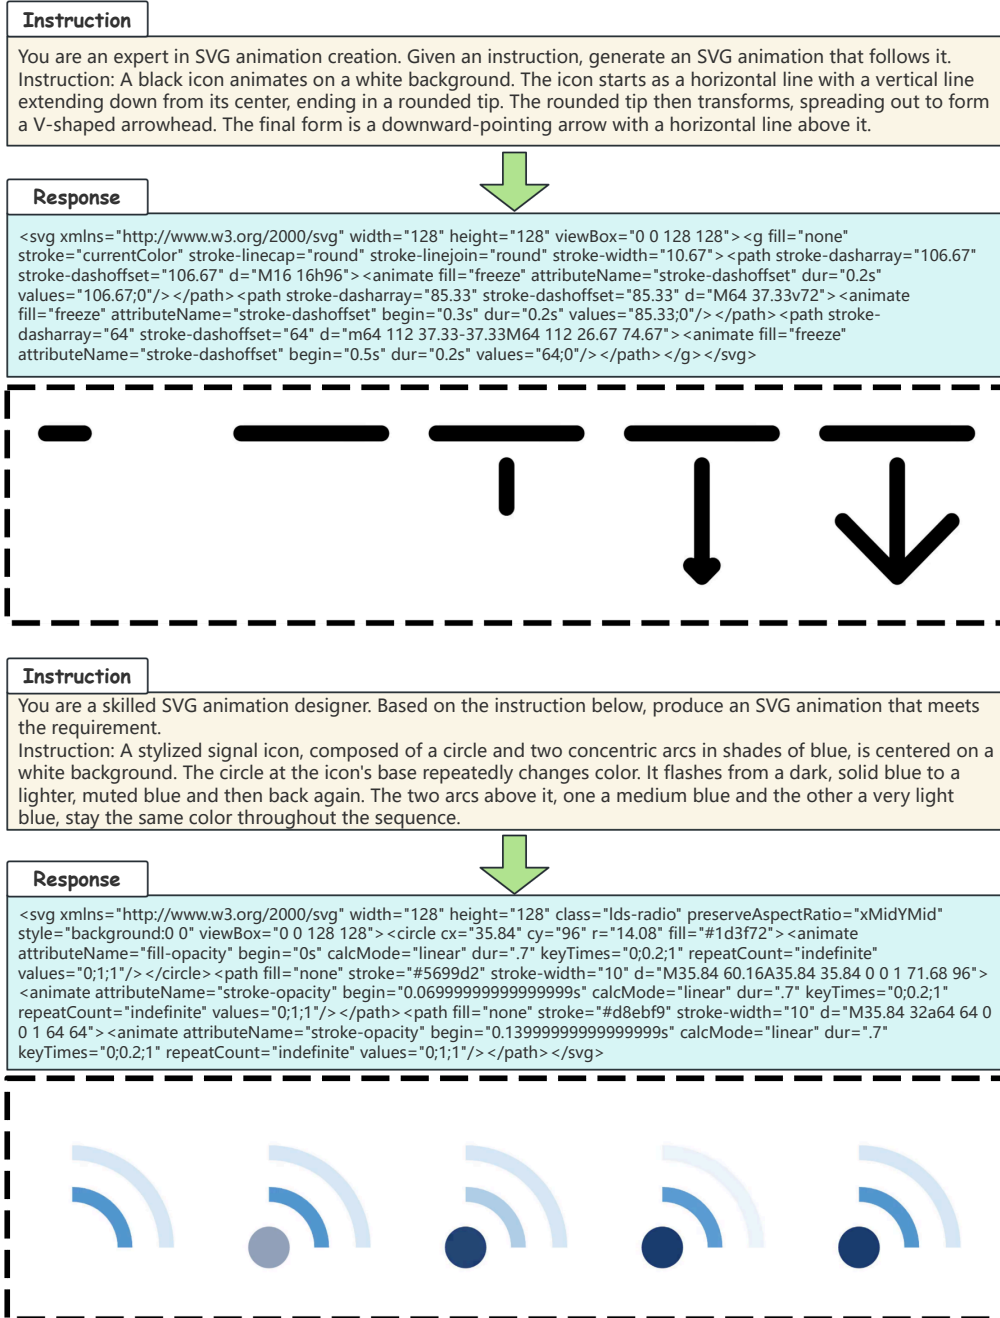 Instruction
You are an expert in SVG animation creation. Given an instruction, generate an SVG animation that follows it.
Instruction: A black icon animates on a white background. The icon starts as a horizontal line with a vertical line
extending down from its center, ending in a rounded tip. The rounded tip then transforms, spreading out to form
a V-shaped arrowhead. The final form is a downward-pointing arrow with a horizontal line above it.
Response
<svg xmlns="http://www.w3.org/2000/svg" width="128" height="128" viewBox="0 0 128 128"><g fill="none"
stroke="currentColor" stroke-linecap="round" stroke-linejoin="round" stroke-width="10.67"><path stroke-dasharray="106.67"
stroke-dashoffset="106.67" d="M16 16h96"><animate fill="freeze" attributeName="stroke-dashoffset" dur="0.2s"
values="106.67;0"/></path><path stroke-dasharray="85.33" stroke-dashoffset="85.33" d="M64 37.33v72"><animate
fill="freeze" attributeName="stroke-dashoffset" begin="0.3s" dur="0.2s" values="85.33;0"/></path><path stroke-
dasharray="64" stroke-dashoffset="64" d="m64 112 37.33-37.33M64 112 26.67 74.67"><animate fill="freeze"
attributeName="stroke-dashoffset" begin="0.5s" dur="0.2s" values="64;0"/></path></g></svg>
Instruction
You are a skilled SVG animation designer. Based on the instruction below, produce an SVG animation that meets
the requirement.
Instruction: A stylized signal icon, composed of a circle and two concentric arcs in shades of blue, is centered on a
white background. The circle at the icon's base repeatedly changes color. It flashes from a dark, solid blue to a
lighter, muted blue and then back again. The two arcs above it, one a medium blue and the other a very light
blue, stay the same color throughout the sequence.
Response
<svg xmlns="http://www.w3.org/2000/svg" width="128" height="128" class="lds-radio" preserveAspectRatio="xMidYMid"
style="background:0 0" viewBox="0 0 128 128"><circle cx="35.84" cy="96" r="14.08" fill="#1d3f72"><animate
attributeName="fill-opacity" begin="0s" calcMode="linear" dur=".7" keyTimes="0;0.2;1" repeatCount="indefinite"
values="0;1;1"/></circle><path fill="none" stroke="#5699d2" stroke-width="10" d="M35.84 60.16A35.84 35.84 0 0 1 71.68 96">
<animate attributeName="stroke-opacity" begin="0.06999999999999999s" calcMode="linear" dur=".7" keyTimes="0;0.2;1"
repeatCount="indefinite" values="0;1;1"/></path><path fill="none" stroke="#d8ebf9" stroke-width="10" d="M35.84 32a64 64 0
0 1 64 64"><animate attributeName="stroke-opacity" begin="0.13999999999999999s" calcMode="linear" dur=".7"
keyTimes="0;0.2;1" repeatCount="indefinite" values="0;1;1"/></path></svg>